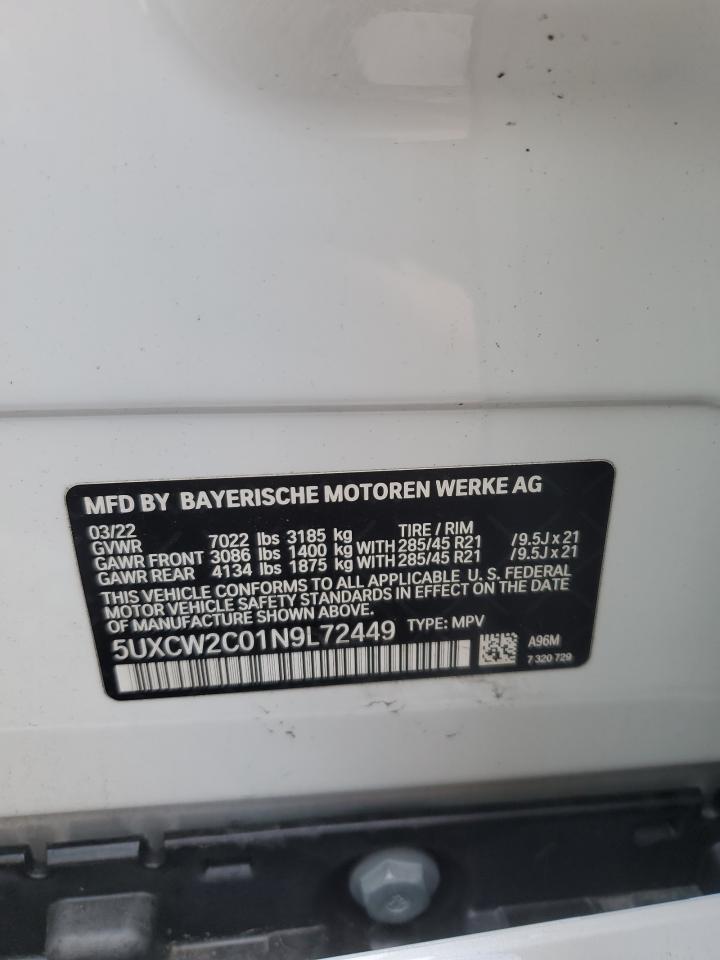 MFD BY BAYERISCHE MOTOREN WERKE AG
03/22 TIRE / RIM
GVWR 7022 lbs 3185 kg
GAWR FRONT 3086 lbs 1400 kg WITH 285/45 R21 /9.5J x 21
GAWR REAR 4134 lbs 1875 kg WITH 285/45 R21 /9.5J x 21
THIS VEHICLE CONFORMS TO ALL APPLICABLE U. S. FEDERAL
MOTOR VEHICLE SAFETY STANDARDS IN EFFECT ON THE DATE
OF MANUFACTURE SHOWN ABOVE.
5UXCW2C01N9L72449 TYPE: MPV
A96M
7 320 729